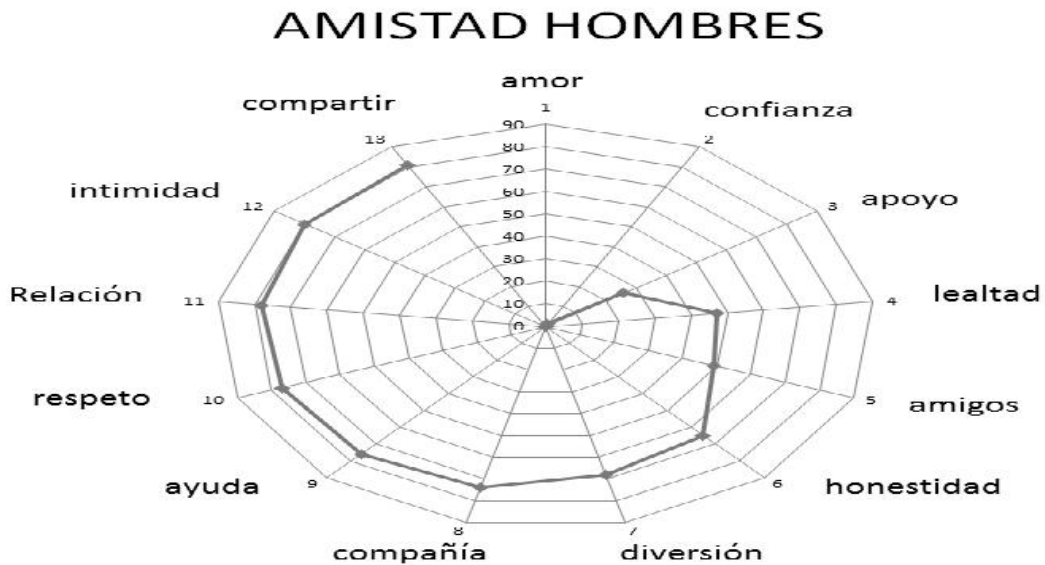 AMISTAD HOMBRES
amor
1
compartir
13
confianza
2
90
80
70
60
50
40
30
20
10
0
intimidad
12
apoyo
3
Relación
11
lealtad
4
respeto
10
amigos
5
ayuda
9
honestidad
6
compañía
8
diversión
7